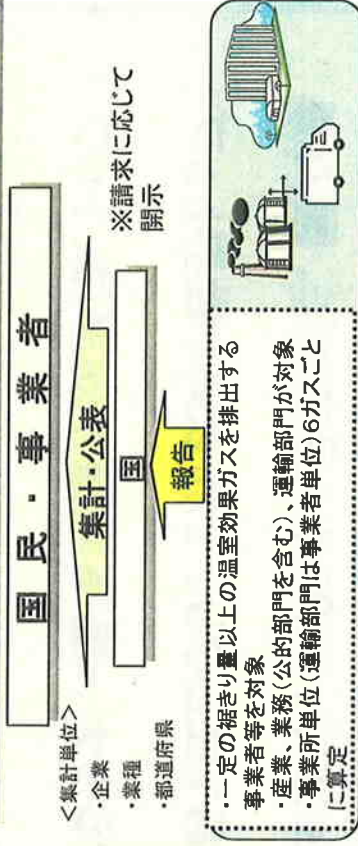 国民・事業者
<集計単位>
・企業
・業種
・都道府県
集計・公表
※請求に応じて
開示
国
報告
・一定の裾きり量以上の温室効果ガスを排出する
事業者等を対象
・産業、業務(公的部門を含む)、運輸部門が対象
・事業所単位(運輸部門は事業者単位)6ガスごと
に算定